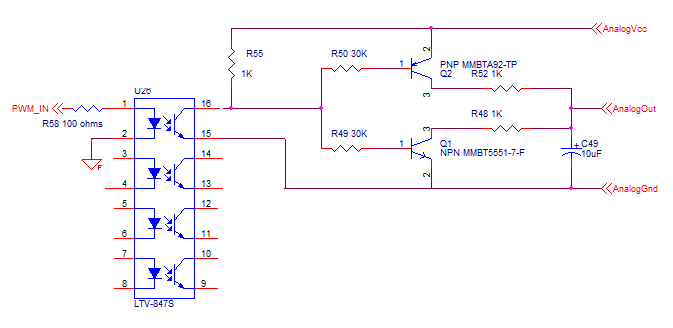 AnalogVcc
R55
1K
R50 30K
1
2
3
PNP MMBTA92-TP
Q2
R52 1K
U26
PWM_IN
R58 100 ohms
1
16
AnalogOut
R48 1K
2
15
F
R49 30K
1
3
2
Q1
NPN MMBT5551-7-F
+
C49
10uF
3
14
4
13
AnalogGnd
5
12
6
11
7
10
8
9
LTV-847S